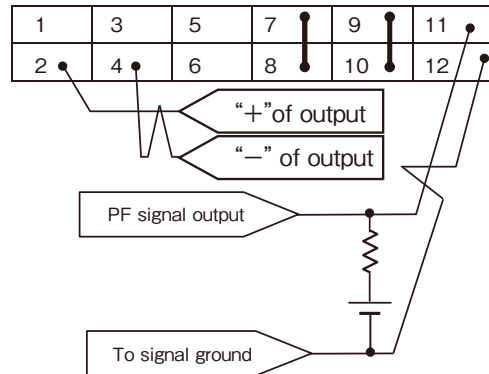 1 3 5 7 9 11
2 4 6 8 10 12
“+”of output
“−” of output
PF signal output
To signal ground